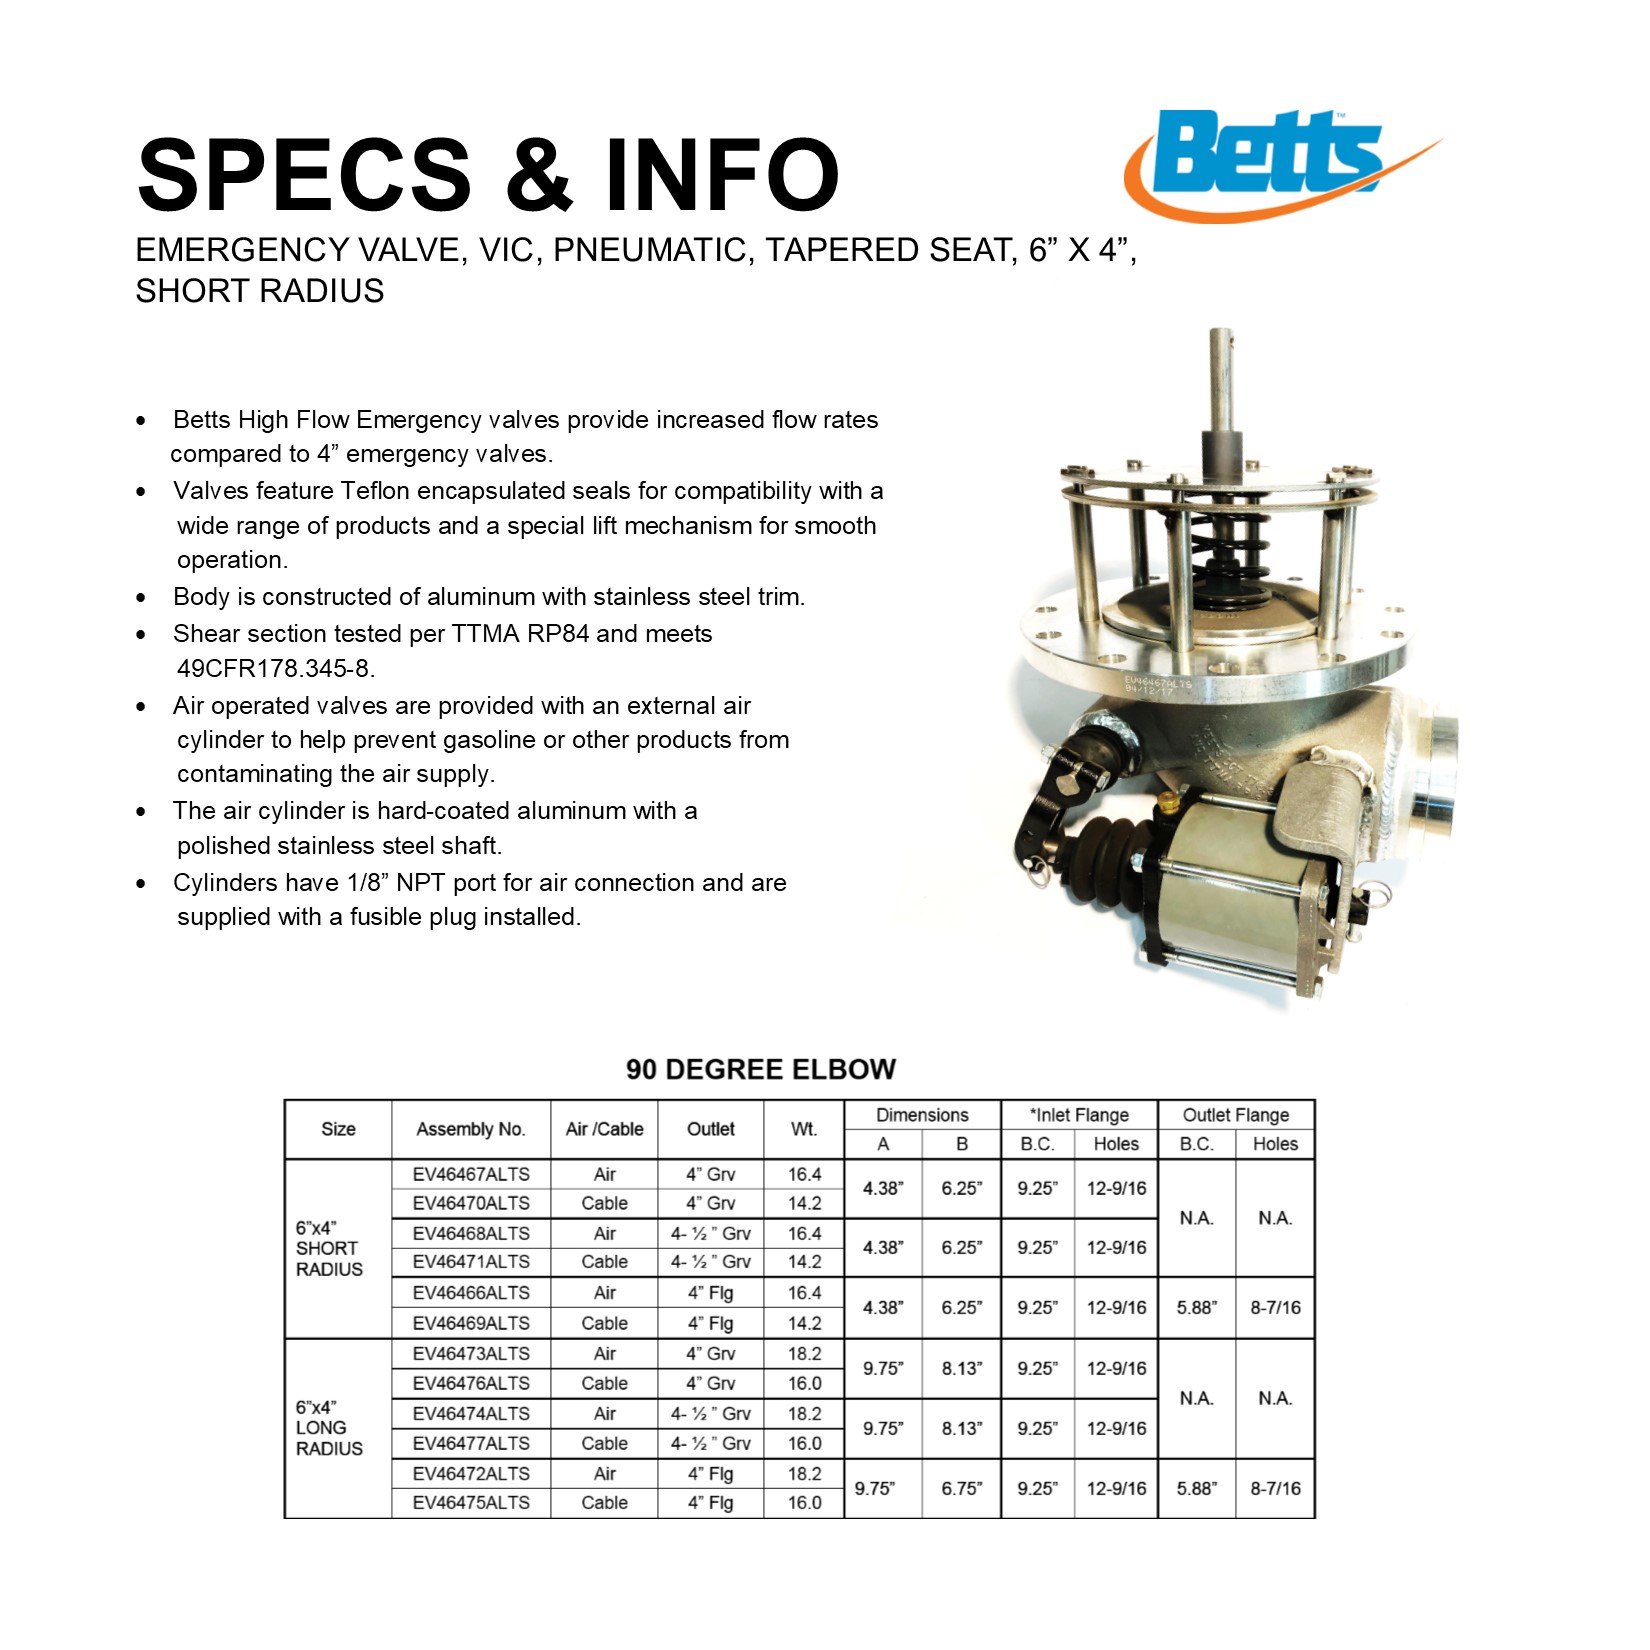 Betts™
SPECS & INFO
EMERGENCY VALVE, VIC, PNEUMATIC, TAPERED SEAT, 6” X 4”,
SHORT RADIUS
• Betts High Flow Emergency valves provide increased flow rates
compared to 4” emergency valves.
• Valves feature Teflon encapsulated seals for compatibility with a
wide range of products and a special lift mechanism for smooth
operation.
• Body is constructed of aluminum with stainless steel trim.
• Shear section tested per TTMA RP84 and meets
49CFR178.345-8.
• Air operated valves are provided with an external air
cylinder to help prevent gasoline or other products from
contaminating the air supply.
• The air cylinder is hard-coated aluminum with a
polished stainless steel shaft.
• Cylinders have 1/8” NPT port for air connection and are
supplied with a fusible plug installed.
EV46467ALTS
04/12/17
90 DEGREE ELBOW
Size Assembly No. Air /Cable Outlet Wt. Dimensions *Inlet Flange Outlet Flange
A B B.C. Holes B.C. Holes
6”x4”
SHORT
RADIUS
EV46467ALTS Air 4” Grv 16.4 4.38” 6.25” 9.25” 12-9/16 N.A. N.A.
EV46470ALTS Cable 4” Grv 14.2
EV46468ALTS Air 4- ½ ” Grv 16.4 4.38” 6.25” 9.25” 12-9/16
EV46471ALTS Cable 4- ½ ” Grv 14.2
EV46466ALTS Air 4” Flg 16.4 4.38” 6.25” 9.25” 12-9/16 5.88” 8-7/16
EV46469ALTS Cable 4” Flg 14.2
6”x4”
LONG
RADIUS
EV46473ALTS Air 4” Grv 18.2 9.75” 8.13” 9.25” 12-9/16 N.A. N.A.
EV46476ALTS Cable 4” Grv 16.0
EV46474ALTS Air 4- ½ ” Grv 18.2 9.75” 8.13” 9.25” 12-9/16
EV46477ALTS Cable 4- ½ ” Grv 16.0
EV46472ALTS Air 4” Flg 18.2 9.75” 6.75” 9.25” 12-9/16 5.88” 8-7/16
EV46475ALTS Cable 4” Flg 16.0